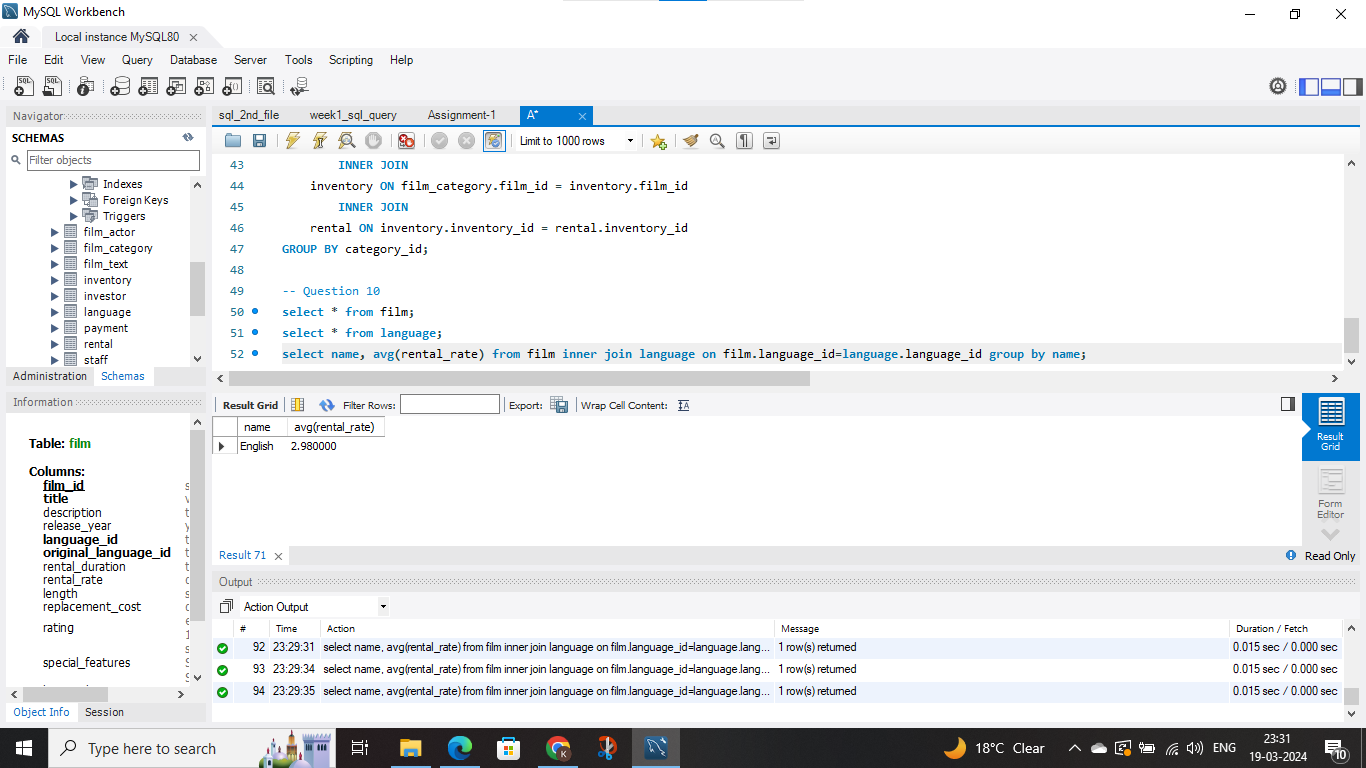 MySQL Workbench
Local instance MySQL80
File Edit View Query Database Server Tools Scripting Help
Navigator
SCHEMAS
Filter objects
Indexes
Foreign Keys
Triggers
film_actor
film_category
film_text
inventory
investor
language
payment
rental
staff
Administration Schemas
Information
Table: film
Columns:
film_id s
title v
description t
release_year y
language_id t
original_language_id t
rental_duration t
rental_rate d
length s
replacement_cost d
rating
special_features
Object Info Session
sql_2nd_file week1_sql_query Assignment-1 A*
Limit to 1000 rows
43 INNER JOIN
44 inventory ON film_category.film_id = inventory.film_id
45 INNER JOIN
46 rental ON inventory.inventory_id = rental.inventory_id
47 GROUP BY category_id;
48
49 -- Question 10
50 select * from film;
51 select * from language;
52 select name, avg(rental_rate) from film inner join language on film.language_id=language.language_id group by name;
Result Grid Filter Rows: Export: Wrap Cell Content:
name avg(rental_rate)
English 2.980000
Result Grid
Form Editor
Result 71 Read Only
Output
Action Output
# Time Action Message Duration / Fetch
92 23:29:31 select name, avg(rental_rate) from film inner join language on film.language_id=language.lang... 1 row(s) returned 0.015 sec / 0.000 sec
93 23:29:34 select name, avg(rental_rate) from film inner join language on film.language_id=language.lang... 1 row(s) returned 0.015 sec / 0.000 sec
94 23:29:35 select name, avg(rental_rate) from film inner join language on film.language_id=language.lang... 1 row(s) returned 0.015 sec / 0.000 sec
Type here to search
18°C Clear
ENG
23:31
19-03-2024
10